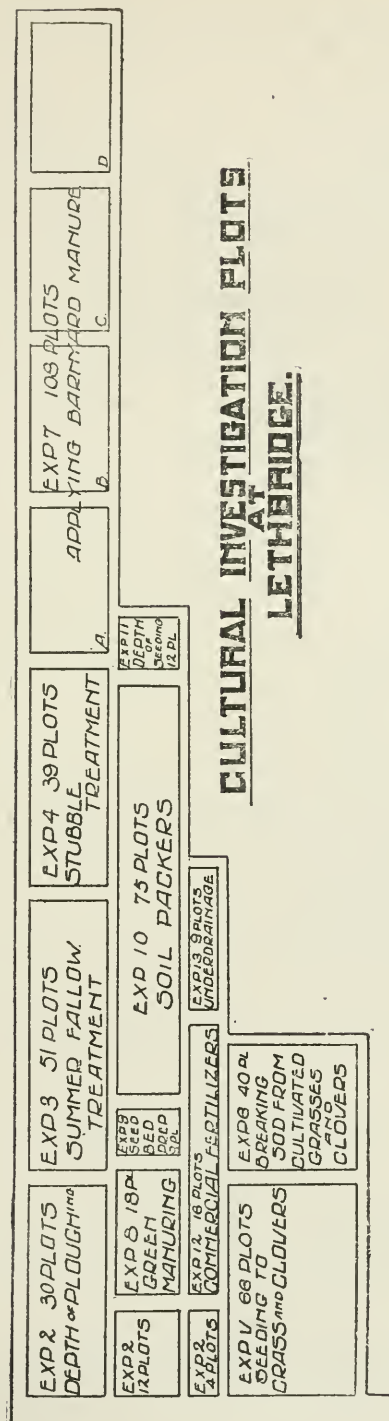 CULTURAL INVESTIGATION PLOTS
AT
LETHBRIDGE.
EXP 2 30 PLOTS
DEPTH OF PLOUGHING
EXP 3 51 PLOTS
SUMMER FALLOW.
TREATMENT
EXP 4 39 PLOTS
STUBBLE
TREATMENT
EXP 7 108 PLOTS
APPLYING BARNYARD MANURE
A.
B
C.
D
EXP 2
12 PLOTS
EXP 8 18 PL
GREEN
MANURING
EXP 9
SEED
BED
PREP
EXP 10 75 PLOTS
SOIL PACKERS
EXP 11
DEPTH
OF
SEEDING
12 PL
EXP 2
4 PLOTS
EXP 12 18 PLOTS
COMMERCIAL FERTILIZERS
EXP 13 9 PLOTS
UNDERDRAINAGE
EXP V 68 PLOTS
SEEDING TO
GRASS AND CLOVERS
EXP 6 40 PL
BREAKING
SOD FROM
CULTIVATED
GRASSES
AND
CLOVERS